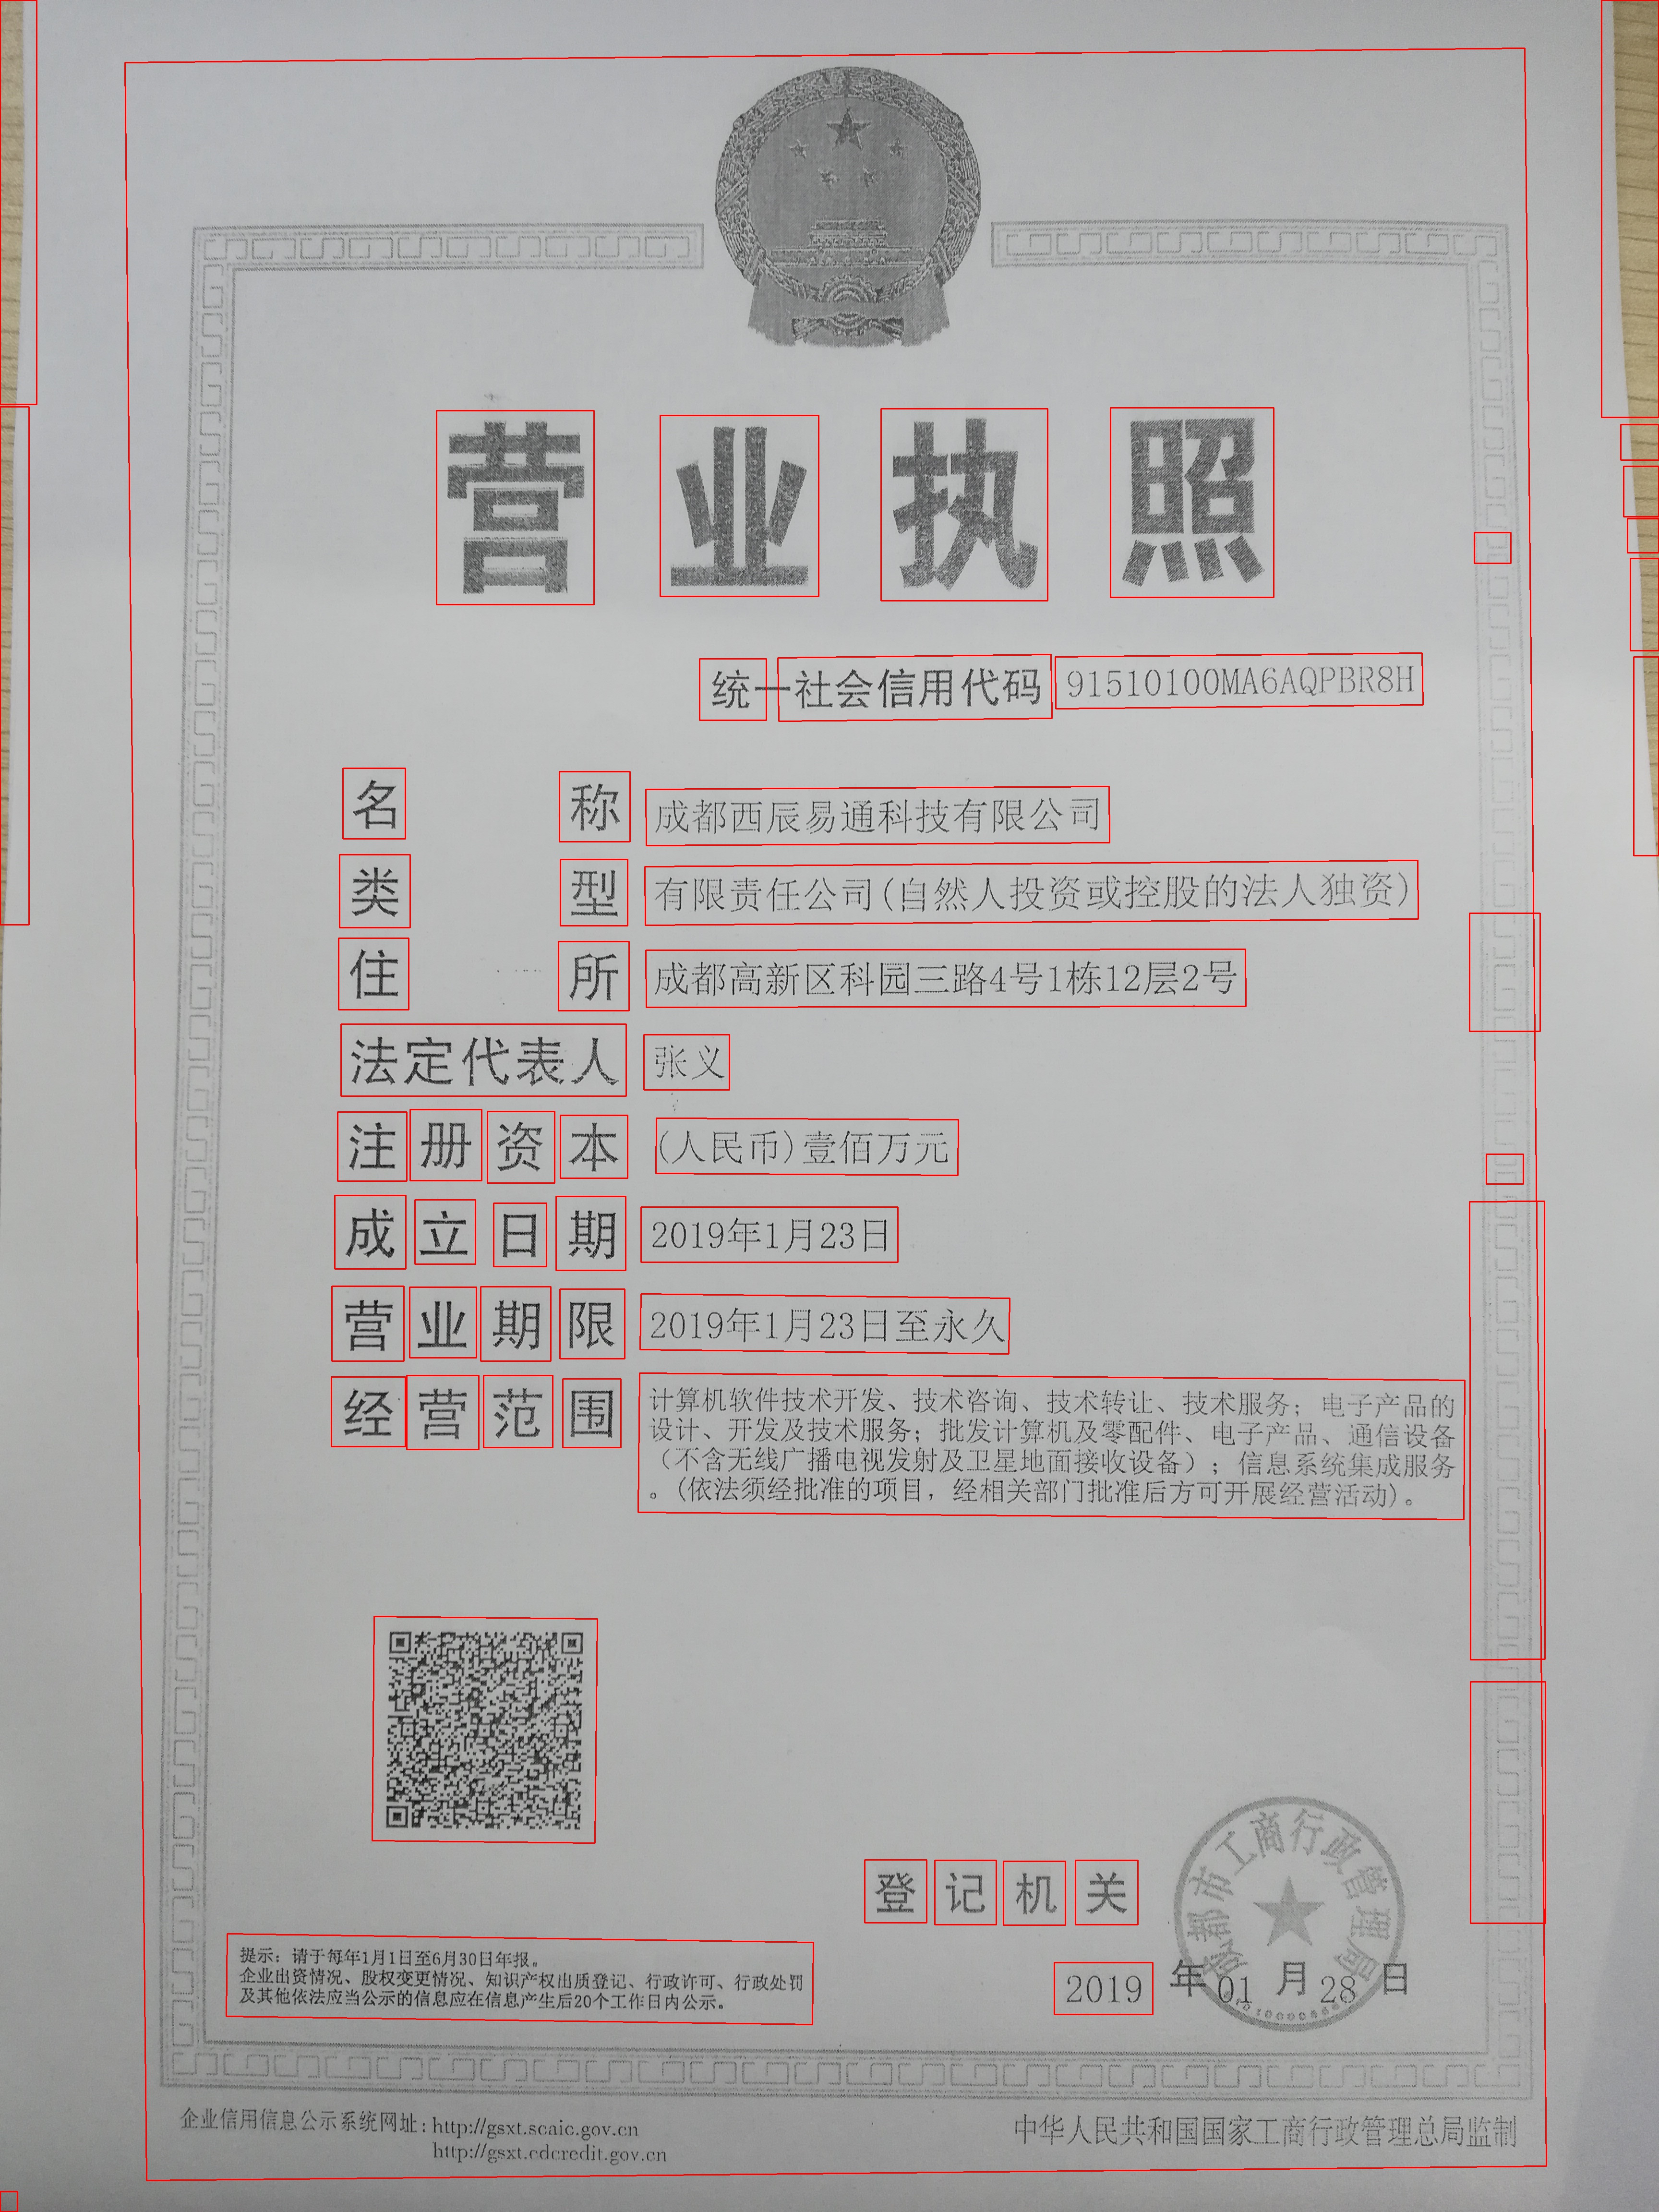 营业执照
统一社会信用代码 91510100MA6AQPBR8H
名称 成都西辰易通科技有限公司
类型 有限责任公司(自然人投资或控股的法人独资)
住所 成都高新区科园三路4号1栋12层2号
法定代表人 张义
注册资本 (人民币)壹佰万元
成立日期 2019年1月23日
营业期限 2019年1月23日至永久
经营范围 计算机软件技术开发、技术咨询、技术转让、技术服务；电子产品的
设计、开发及技术服务；批发计算机及零配件、电子产品、通信设备
（不含无线广播电视发射及卫星地面接收设备）；信息系统集成服务
。(依法须经批准的项目，经相关部门批准后方可开展经营活动)。
登记机关
成都市工商行政管理局
2019年01月28日
提示：请于每年1月1日至6月30日年报。
企业出资情况、股权变更情况、知识产权出质登记、行政许可、行政处罚
及其他依法应当公示的信息应在信息产生后20个工作日内公示。
企业信用信息公示系统网址：http://gsxt.scaic.gov.cn
http://gsxt.cdcredit.gov.cn
中华人民共和国国家工商行政管理总局监制